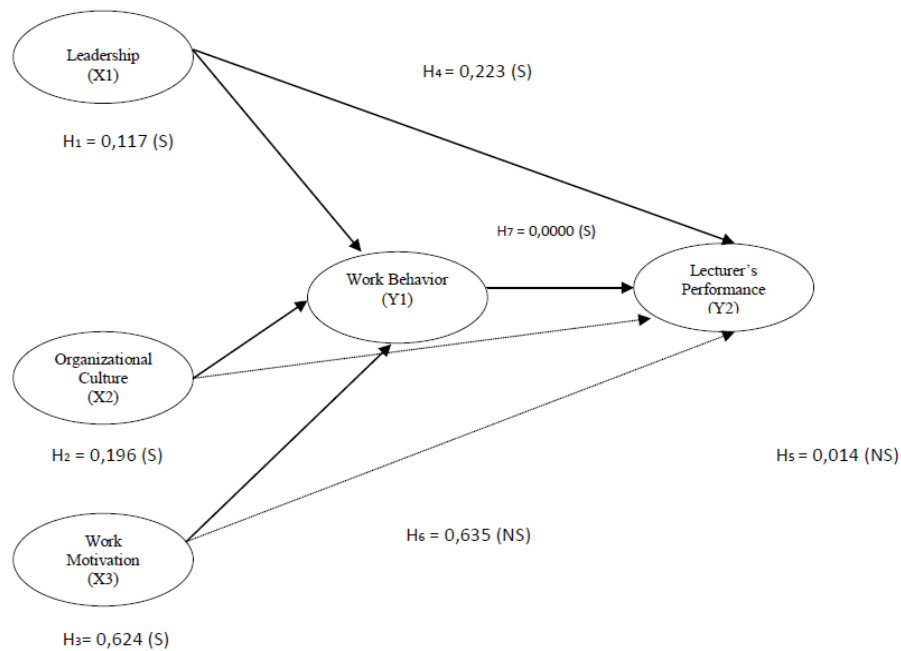 Leadership
(X1)
H₄ = 0,223 (S)
H₁ = 0,117 (S)
H₇ = 0,0000 (S)
Work Behavior
(Y1)
Lecturer's
Performance
(Y2)
Organizational
Culture
(X2)
H₂ = 0,196 (S)
H₅ = 0,014 (NS)
Work
Motivation
(X3)
H₆ = 0,635 (NS)
H₃= 0,624 (S)